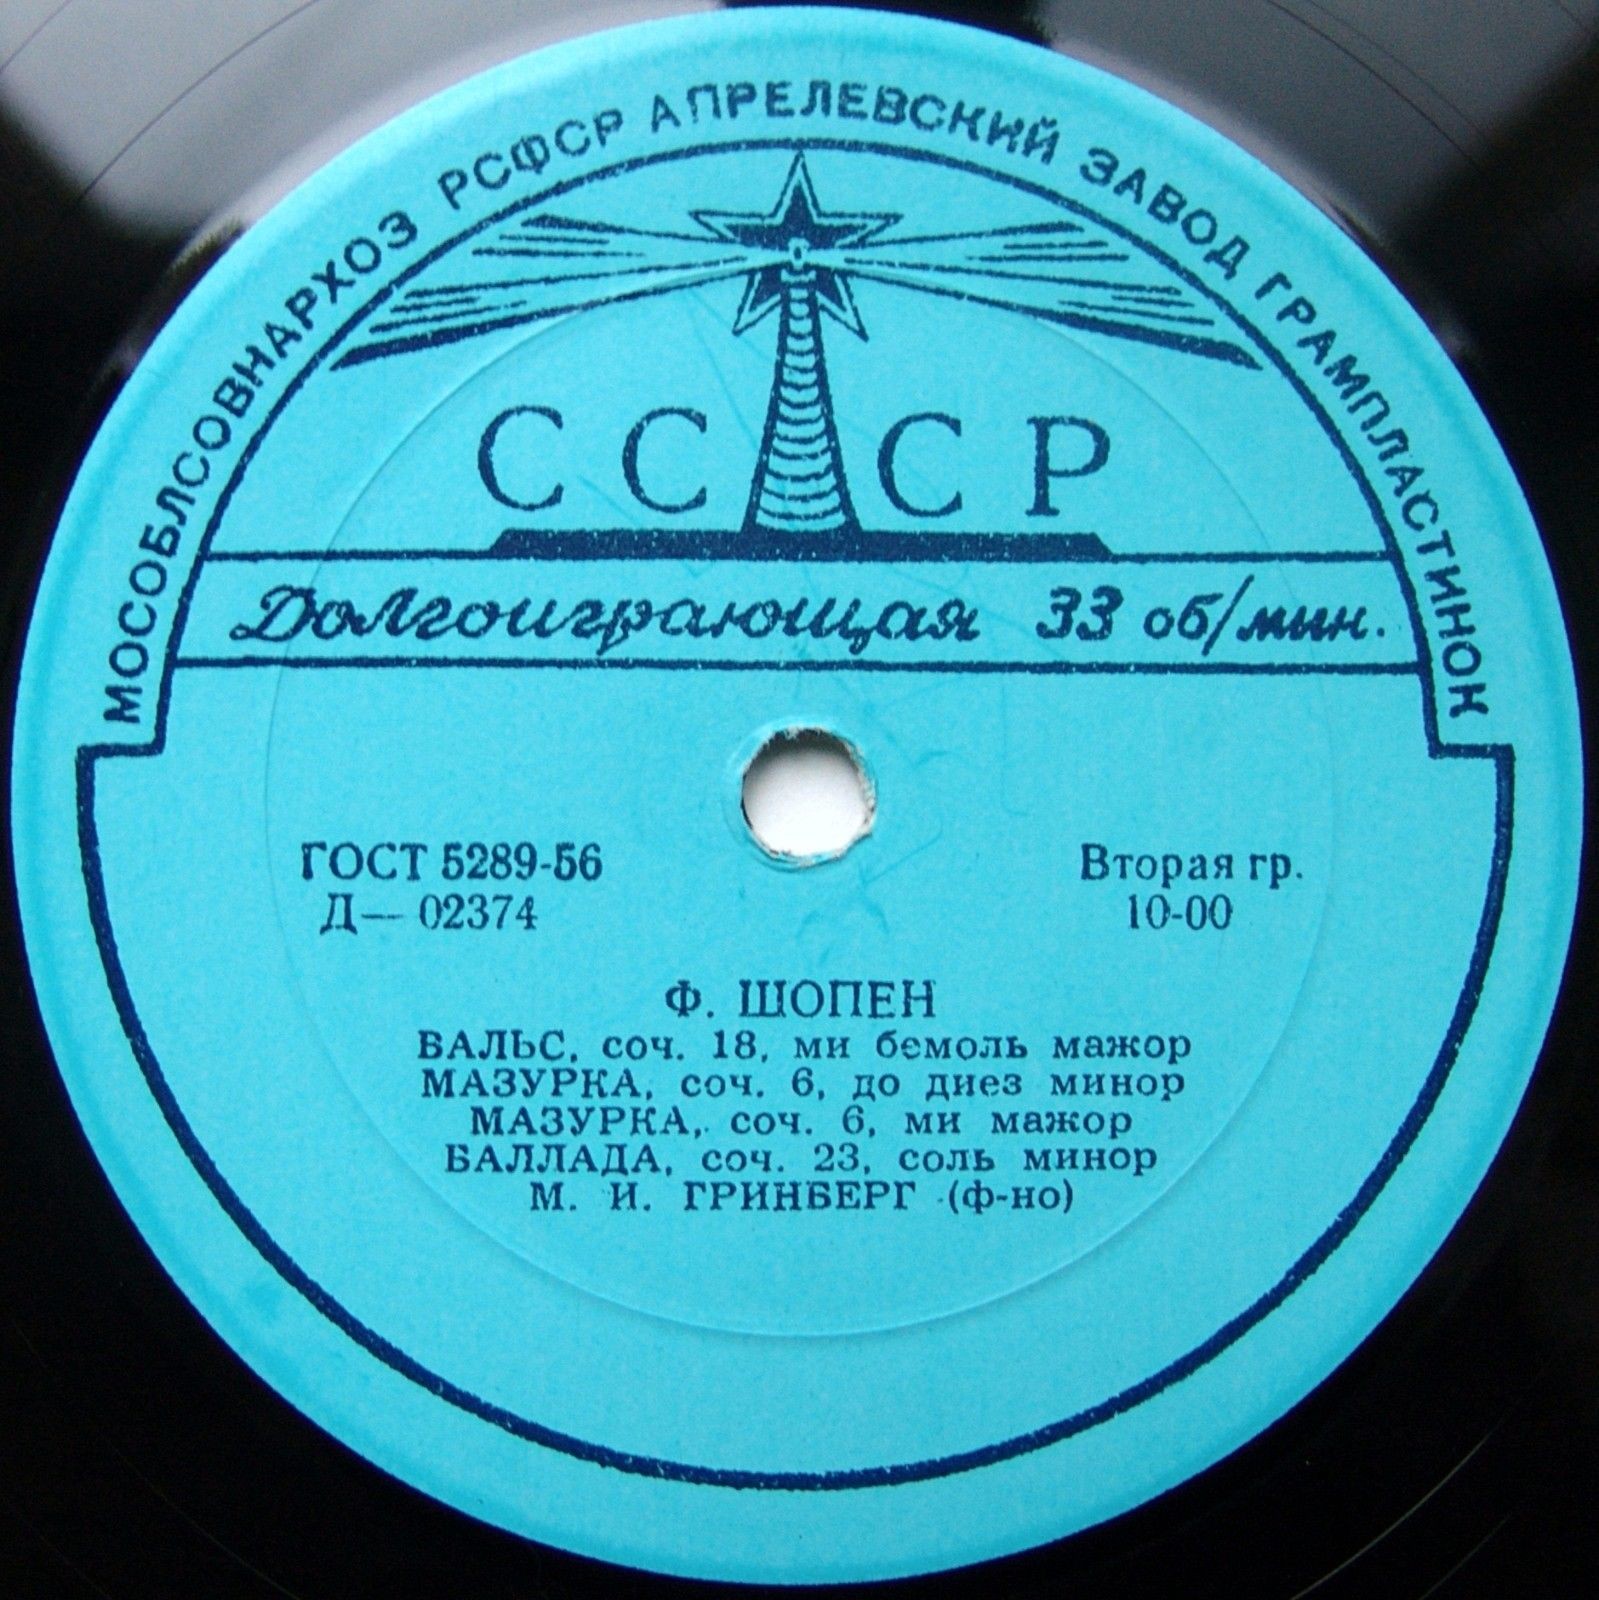 МОСОБЛСОВНАРХОЗ РСФСР АПРЕЛЕВСКИЙ ЗАВОД ГРАМПЛАСТИНОК
СССР
Долгоиграющая 33 об/мин.
ГОСТ 5289-56 Вторая гр.
Д— 02374 10-00
Ф. ШОПЕН
ВАЛЬС, соч. 18, ми бемоль мажор
МАЗУРКА, соч. 6, до диез минор
МАЗУРКА, соч. 6, ми мажор
БАЛЛАДА, соч. 23, соль минор
М. И. ГРИНБЕРГ (ф-но)